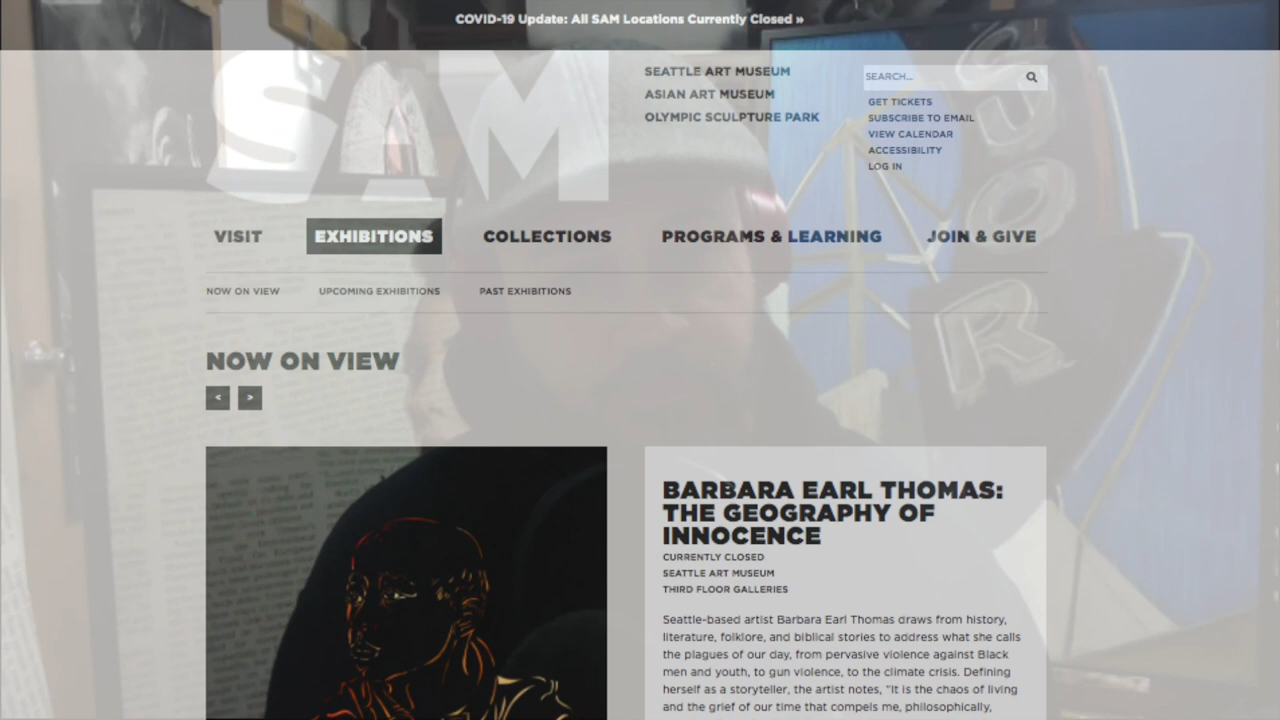 COVID-19 Update: All SAM Locations Currently Closed »
SAM
SEATTLE ART MUSEUM
ASIAN ART MUSEUM
OLYMPIC SCULPTURE PARK
SEARCH...
GET TICKETS
SUBSCRIBE TO EMAIL
VIEW CALENDAR
ACCESSIBILITY
LOG IN
VISIT
EXHIBITIONS
COLLECTIONS
PROGRAMS & LEARNING
JOIN & GIVE
NOW ON VIEW
UPCOMING EXHIBITIONS
PAST EXHIBITIONS
NOW ON VIEW
< >
BARBARA EARL THOMAS:
THE GEOGRAPHY OF
INNOCENCE
CURRENTLY CLOSED
SEATTLE ART MUSEUM
THIRD FLOOR GALLERIES
Seattle-based artist Barbara Earl Thomas draws from history,
literature, folklore, and biblical stories to address what she calls
the plagues of our day, from pervasive violence against Black
men and youth, to gun violence, to the climate crisis. Defining
herself as a storyteller, the artist notes, "It is the chaos of living
and the grief of our time that compels me, philosophically,